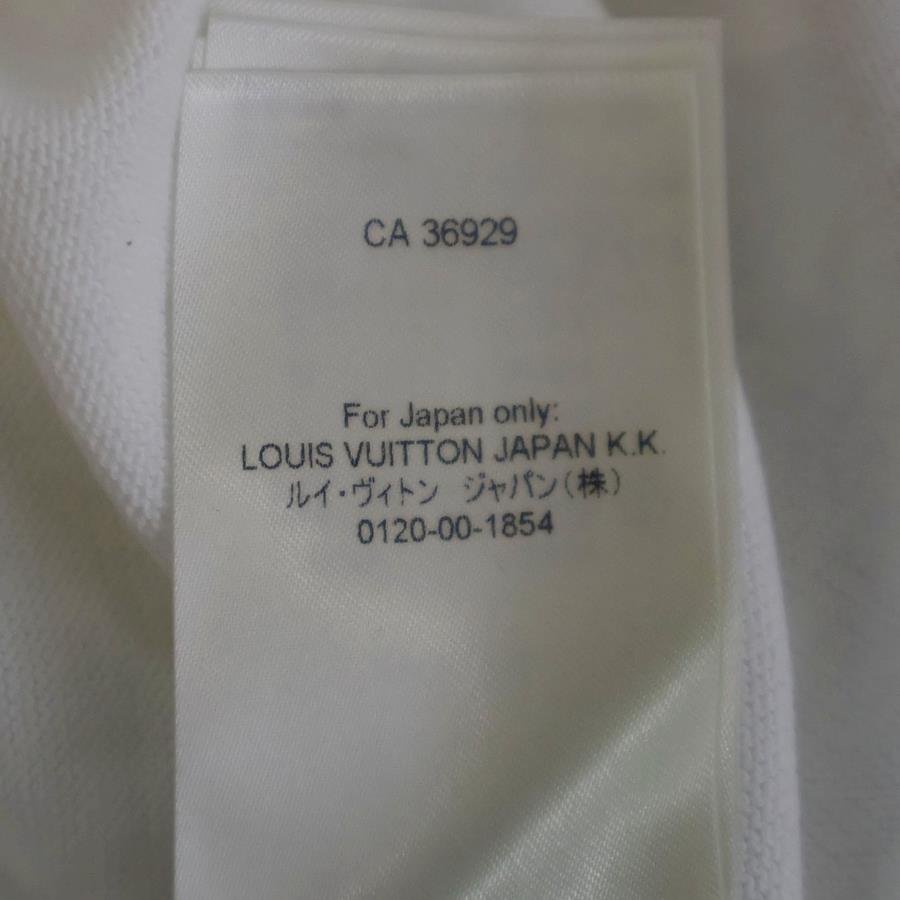 CA 36929
For Japan only:
LOUIS VUITTON JAPAN K.K.
ルイ・ヴィトン ジャパン(株)
0120-00-1854